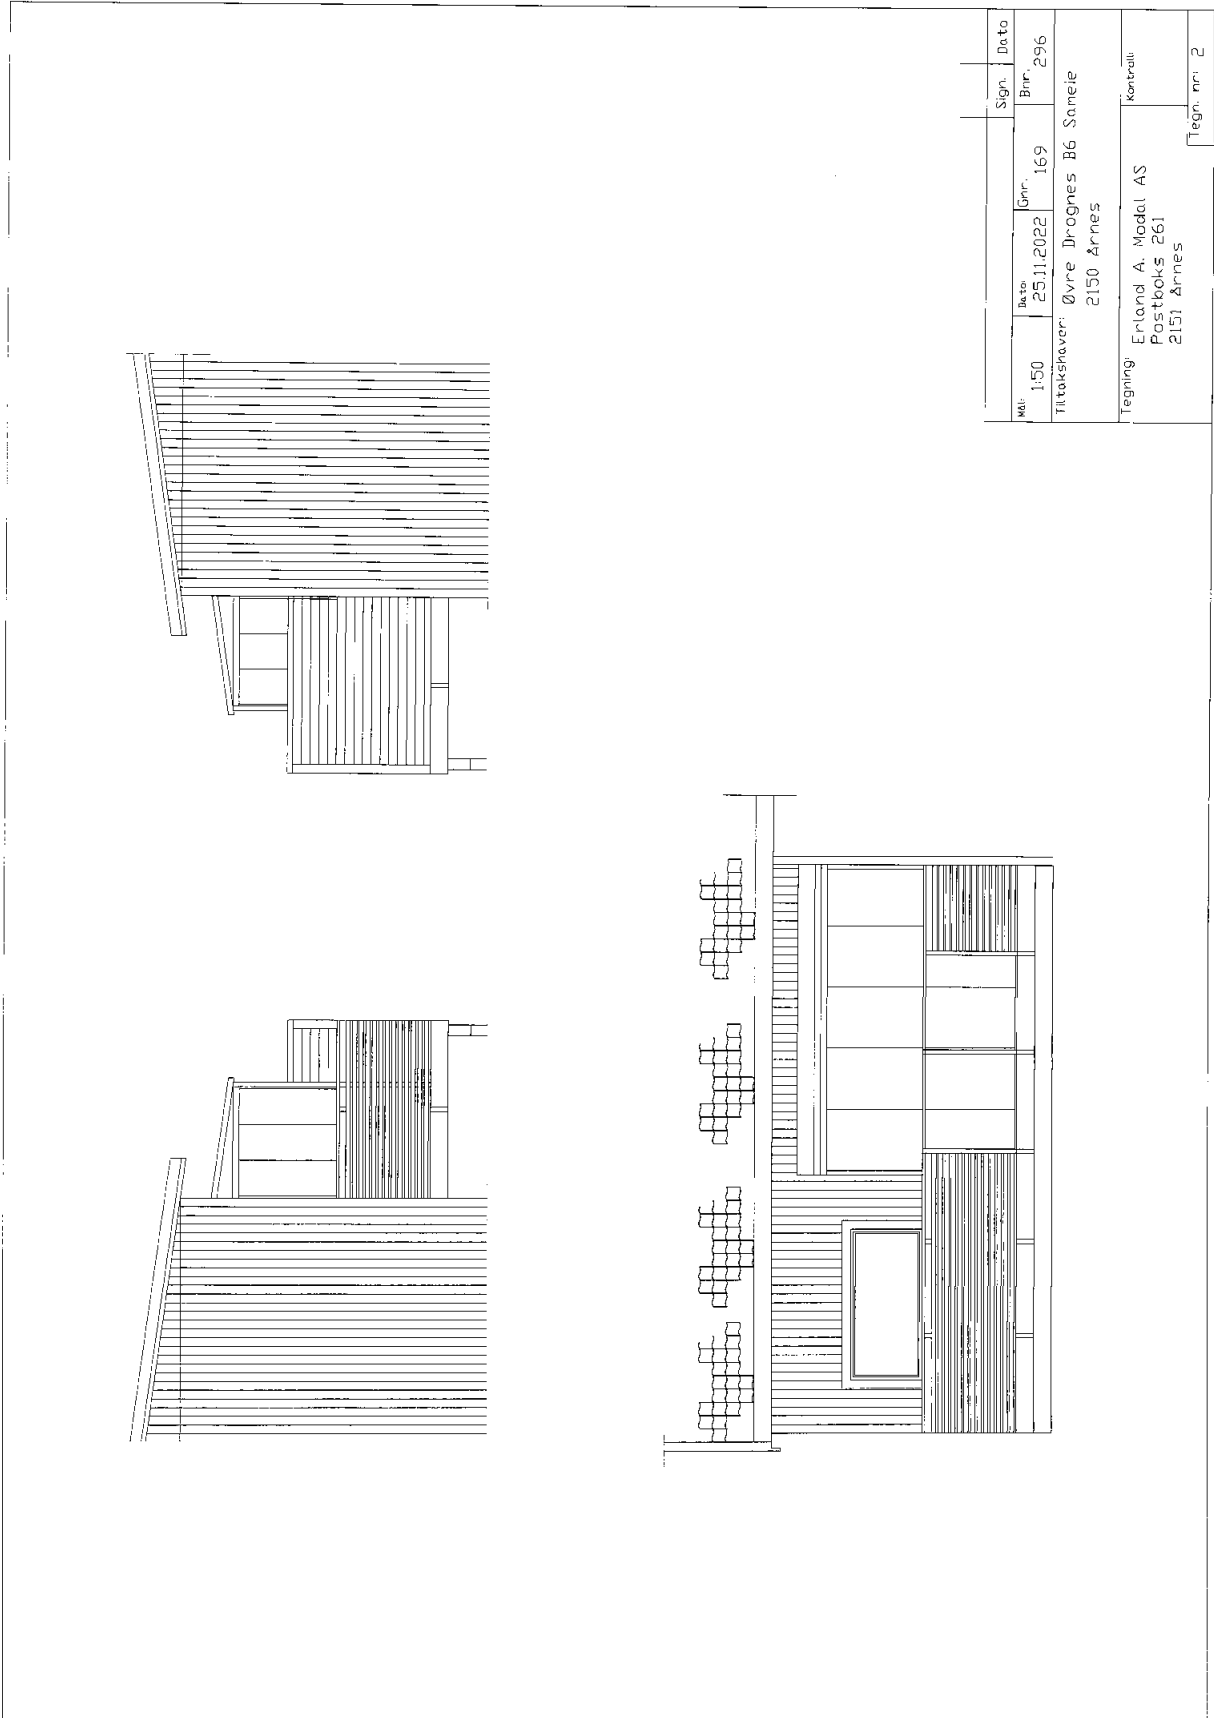 Sign. Dato
Mål: 1:50 Dato: 25.11.2022 Gnr. 169 Bnr. 296
Tiltakshaver: Øvre Drognes B6 Sameie
2150 Årnes
Tegning: Erland A. Modal AS
Postboks 261
2151 Årnes
Kontroll:
Tegn. nr: 2